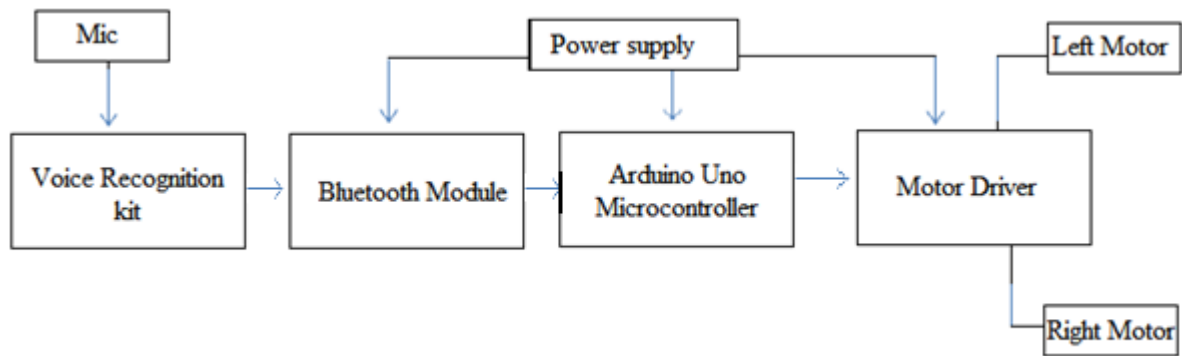 Mic
Power supply
Left Motor
Voice Recognition
kit
Bluetooth Module
Arduino Uno
Microcontroller
Motor Driver
Right Motor